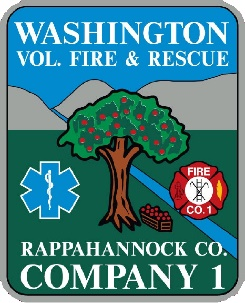 WASHINGTON
VOL. FIRE & RESCUE
FIRE
CO. 1
RAPPAHANNOCK CO.
COMPANY 1